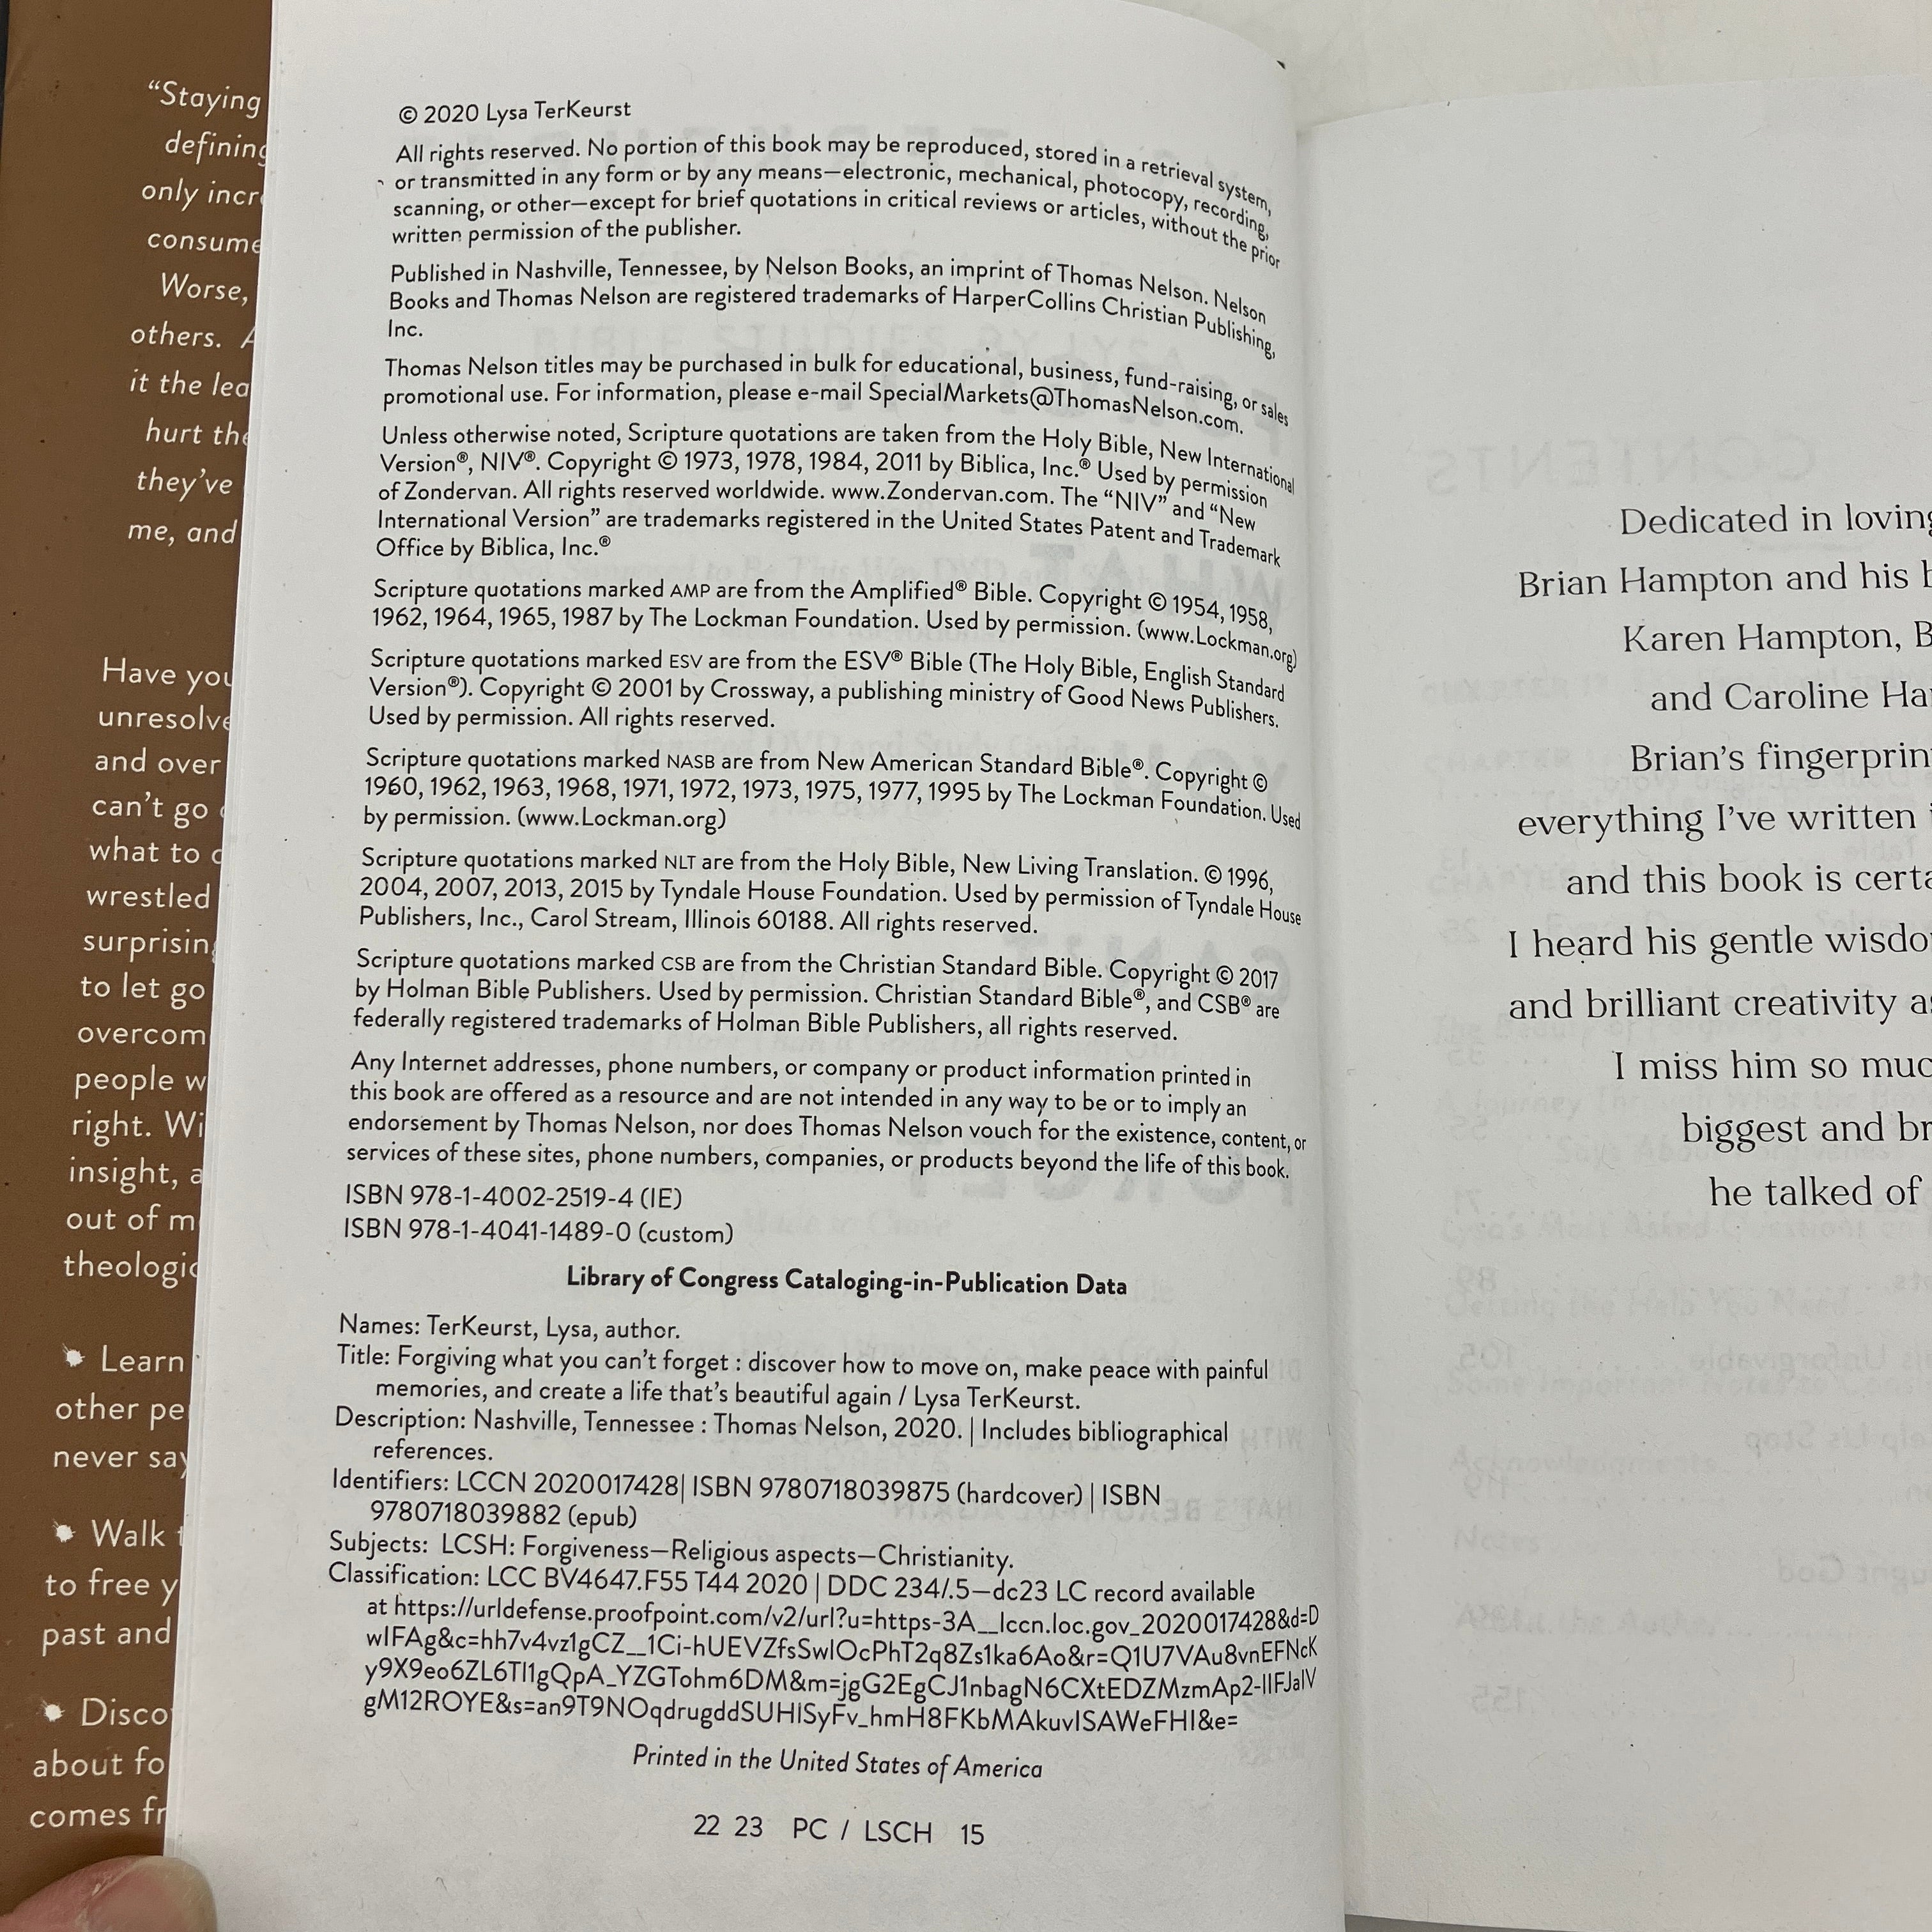 “Staying
defining
only incr
consume
Worse,
others. A
it the lea
hurt the
they’ve
me, and
Have you
unresolve
and over
can’t go
what to
wrestled
surprising
to let go
overcom
people w
right. Wi
insight, a
out of m
theologic
Learn
other pe
never say
Walk t
to free y
past and
Disco
about fo
comes fr
© 2020 Lysa TerKeurst
All rights reserved. No portion of this book may be reproduced, stored in a retrieval system,
or transmitted in any form or by any means—electronic, mechanical, photocopy, recording,
scanning, or other—except for brief quotations in critical reviews or articles, without the prior
written permission of the publisher.
Published in Nashville, Tennessee, by Nelson Books, an imprint of Thomas Nelson. Nelson
Books and Thomas Nelson are registered trademarks of HarperCollins Christian Publishing,
Inc.
Thomas Nelson titles may be purchased in bulk for educational, business, fund-raising, or sales
promotional use. For information, please e-mail SpecialMarkets@ThomasNelson.com.
Unless otherwise noted, Scripture quotations are taken from the Holy Bible, New International
Version®, NIV®. Copyright © 1973, 1978, 1984, 2011 by Biblica, Inc.® Used by permission
of Zondervan. All rights reserved worldwide. www.Zondervan.com. The “NIV” and “New
International Version” are trademarks registered in the United States Patent and Trademark
Office by Biblica, Inc.®
Scripture quotations marked AMP are from the Amplified® Bible. Copyright © 1954, 1958,
1962, 1964, 1965, 1987 by The Lockman Foundation. Used by permission. (www.Lockman.org)
Scripture quotations marked ESV are from the ESV® Bible (The Holy Bible, English Standard
Version®). Copyright © 2001 by Crossway, a publishing ministry of Good News Publishers.
Used by permission. All rights reserved.
Scripture quotations marked NASB are from New American Standard Bible®. Copyright ©
1960, 1962, 1963, 1968, 1971, 1972, 1973, 1975, 1977, 1995 by The Lockman Foundation. Used
by permission. (www.Lockman.org)
Scripture quotations marked NLT are from the Holy Bible, New Living Translation. © 1996,
2004, 2007, 2013, 2015 by Tyndale House Foundation. Used by permission of Tyndale House
Publishers, Inc., Carol Stream, Illinois 60188. All rights reserved.
Scripture quotations marked CSB are from the Christian Standard Bible. Copyright © 2017
by Holman Bible Publishers. Used by permission. Christian Standard Bible®, and CSB® are
federally registered trademarks of Holman Bible Publishers, all rights reserved.
Any Internet addresses, phone numbers, or company or product information printed in
this book are offered as a resource and are not intended in any way to be or to imply an
endorsement by Thomas Nelson, nor does Thomas Nelson vouch for the existence, content, or
services of these sites, phone numbers, companies, or products beyond the life of this book.
ISBN 978-1-4002-2519-4 (IE)
ISBN 978-1-4041-1489-0 (custom)
Library of Congress Cataloging-in-Publication Data
Names: TerKeurst, Lysa, author.
Title: Forgiving what you can’t forget : discover how to move on, make peace with painful
memories, and create a life that’s beautiful again / Lysa TerKeurst.
Description: Nashville, Tennessee : Thomas Nelson, 2020. | Includes bibliographical
references.
Identifiers: LCCN 2020017428| ISBN 9780718039875 (hardcover) | ISBN
9780718039882 (epub)
Subjects: LCSH: Forgiveness—Religious aspects—Christianity.
Classification: LCC BV4647.F55 T44 2020 | DDC 234/.5—dc23 LC record available
at https://urldefense.proofpoint.com/v2/url?u=https-3A__lccn.loc.gov_2020017428&d=D
wIFAg&c=hh7v4vz1gCZ__1Ci-hUEVZfsSwlOcPhT2q8Zs1ka6Ao&r=Q1U7VAu8vnEFNcK
y9X9eo6ZL6TI1gQpA_YZGTohm6DM&m=jgG2EgCJ1nbagN6CXtEDZMzmAp2-lIFJaIV
gM12ROYE&s=an9T9NOqdrugddSUHiSyFv_hmH8FKbMAkuvISAWeFHI&e=
Printed in the United States of America
22 23 PC / LSCH 15
Dedicated in loving
Brian Hampton and his
Karen Hampton, B
and Caroline Ha
Brian’s fingerprin
everything I’ve written
and this book is certa
I heard his gentle wisdo
and brilliant creativity as
I miss him so muc
biggest and br
he talked of